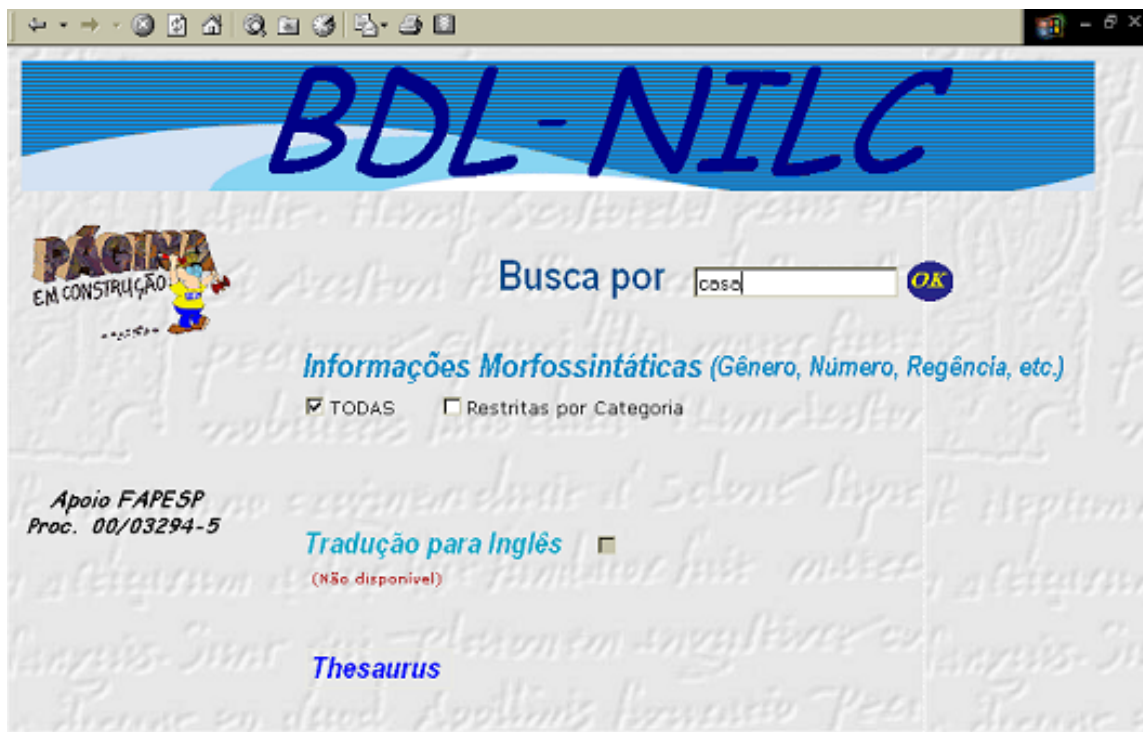 BDL-NILC
PÁGINA
EM CONSTRUÇÃO
Busca por casa OK
Informações Morfossintáticas (Gênero, Número, Regência, etc.)
TODAS Restritas por Categoria
Apoio FAPESP
Proc. 00/03294-5
Tradução para Inglês
(Não disponível)
Thesaurus